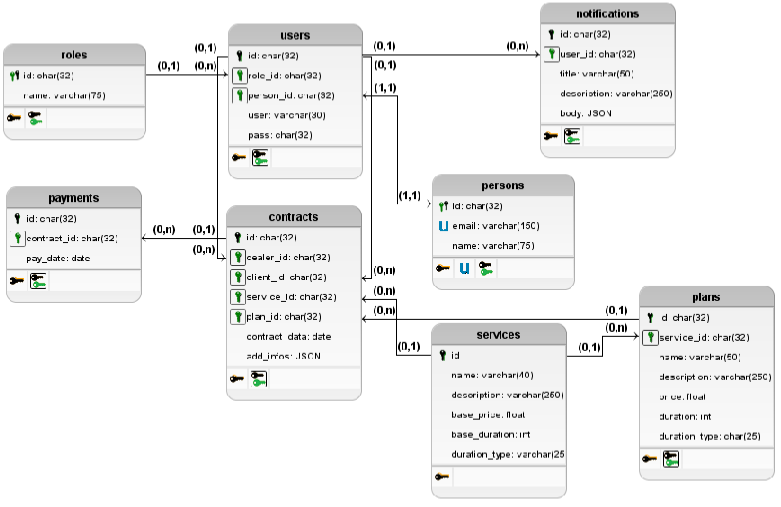 roles
id: char(32)
name: varchar(75)
(0,1)
(0,n)
(0,1)
users
id: char(32)
role_id: char(32)
person_id: char(32)
user: varchar(30)
pass: char(32)
(0,1)
(0,1)
(1,1)
(0,n)
notifications
id: char(32)
user_id: char(32)
title: varchar(50)
description: varchar(250)
body: JSON
payments
id: char(32)
contract_id: char(32)
pay_date: date
(0,n)
(0,1)
(0,n)
contracts
id: char(32)
dealer_id: char(32)
client_id: char(32)
service_id: char(32)
plan_id: char(32)
contract_data: date
add_infos: JSON
(1,1)
persons
id: char(32)
email: varchar(150)
name: varchar(75)
U
U
(0,n)
(0,n)
(0,n)
(0,1)
services
id
name: varchar(40)
description: varchar(250)
base_price: float
base_duration: int
duration_type: varchar(25
(0,1)
(0,n)
(0,1)
plans
id: char(32)
service_id: char(32)
name: varchar(50)
description: varchar(250)
price: float
duration: int
duration_type: char(25)